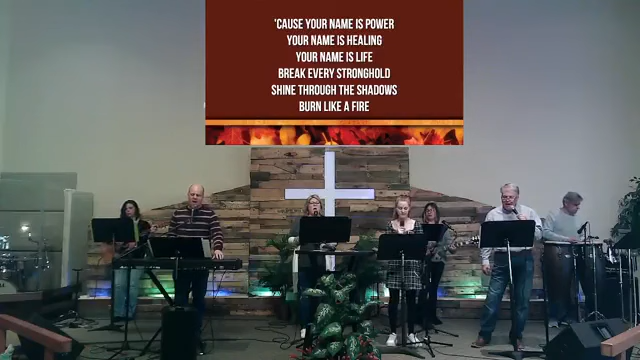 'CAUSE YOUR NAME IS POWER
YOUR NAME IS HEALING
YOUR NAME IS LIFE
BREAK EVERY STRONGHOLD
SHINE THROUGH THE SHADOWS
BURN LIKE A FIRE